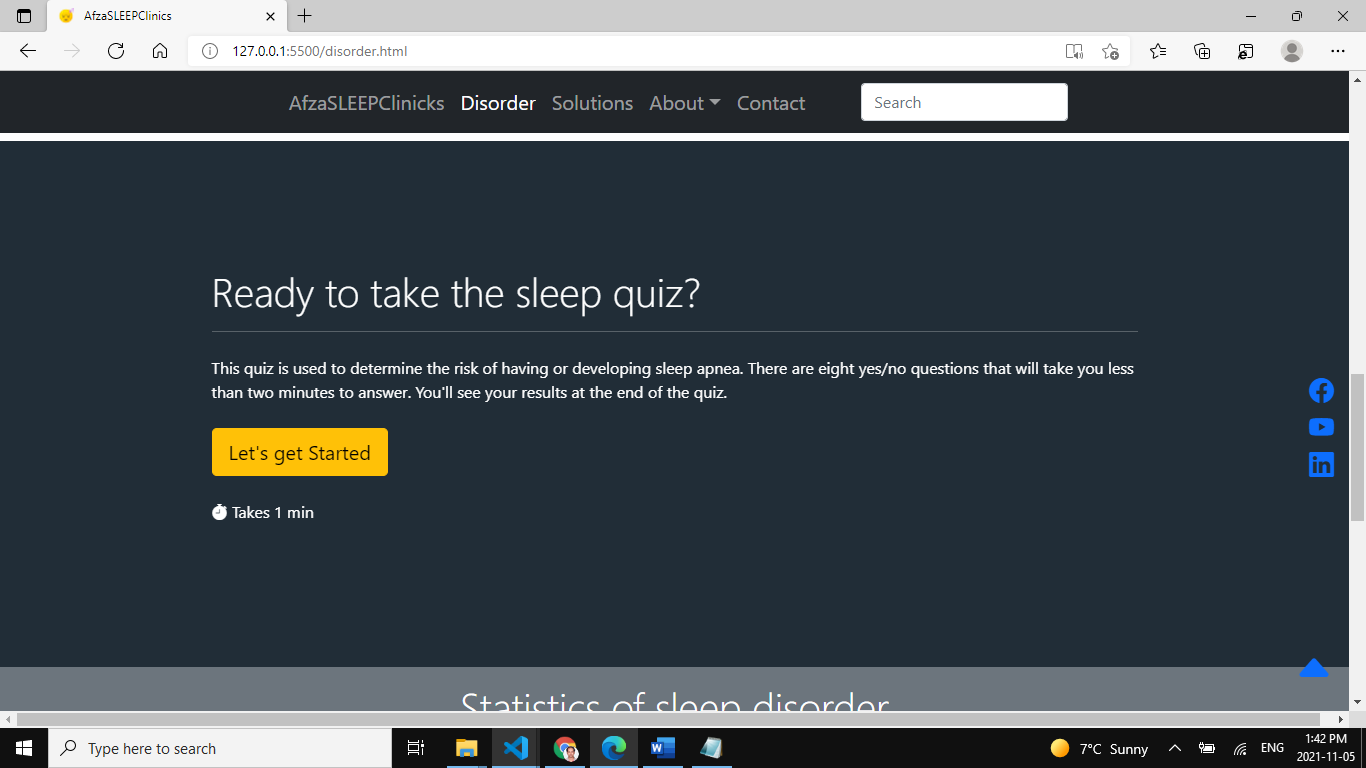 AfzaSLEEPClinics
127.0.0.1:5500/disorder.html
AfzaSLEEPClinicks Disorder Solutions About Contact Search
Ready to take the sleep quiz?
This quiz is used to determine the risk of having or developing sleep apnea. There are eight yes/no questions that will take you less
than two minutes to answer. You'll see your results at the end of the quiz.
Let's get Started
Takes 1 min
in
Statistics of sleep disorder
Type here to search
7°C Sunny
ENG
1:42 PM
2021-11-05